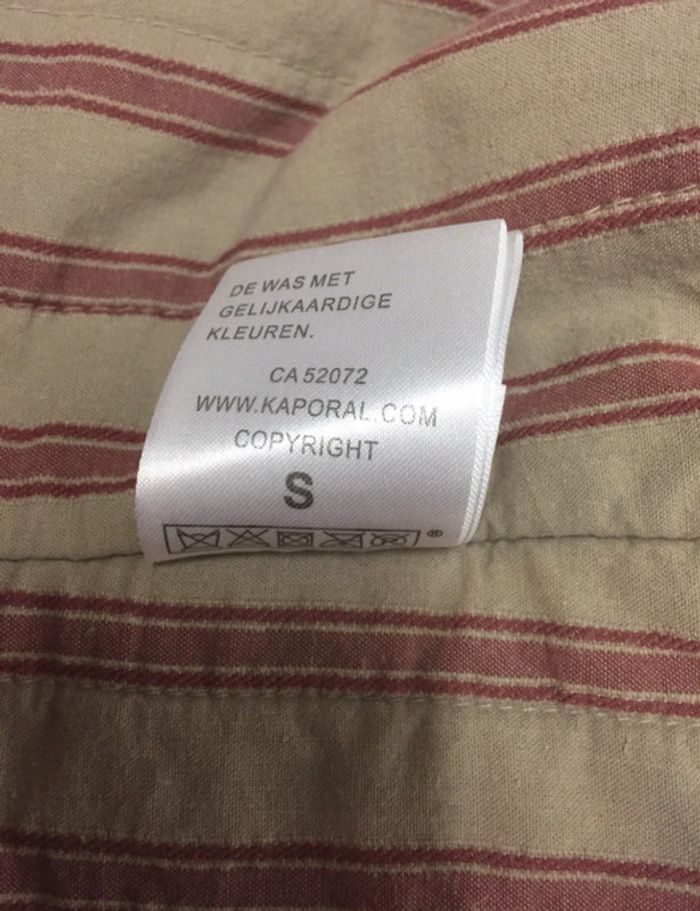 DE WAS MET
GELIJKAARDIGE
KLEUREN.
CA 52072
WWW.KAPORAL.COM
COPYRIGHT
S
®